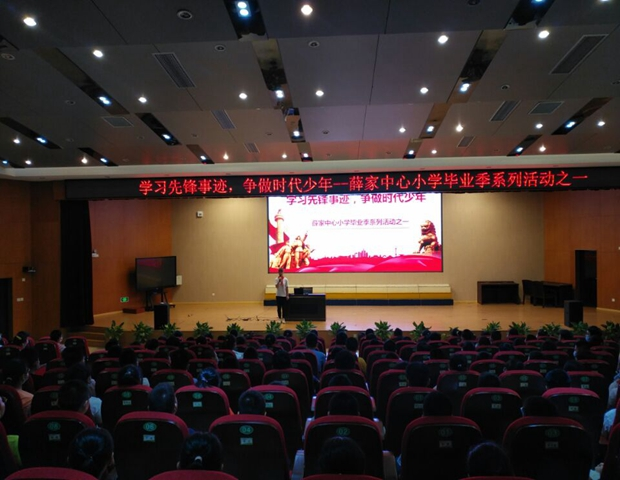 学习先锋事迹，争做时代少年--薛家中心小学毕业季系列活动之一
学习先锋事迹，争做时代少年
薛家中心小学毕业季系列活动之一